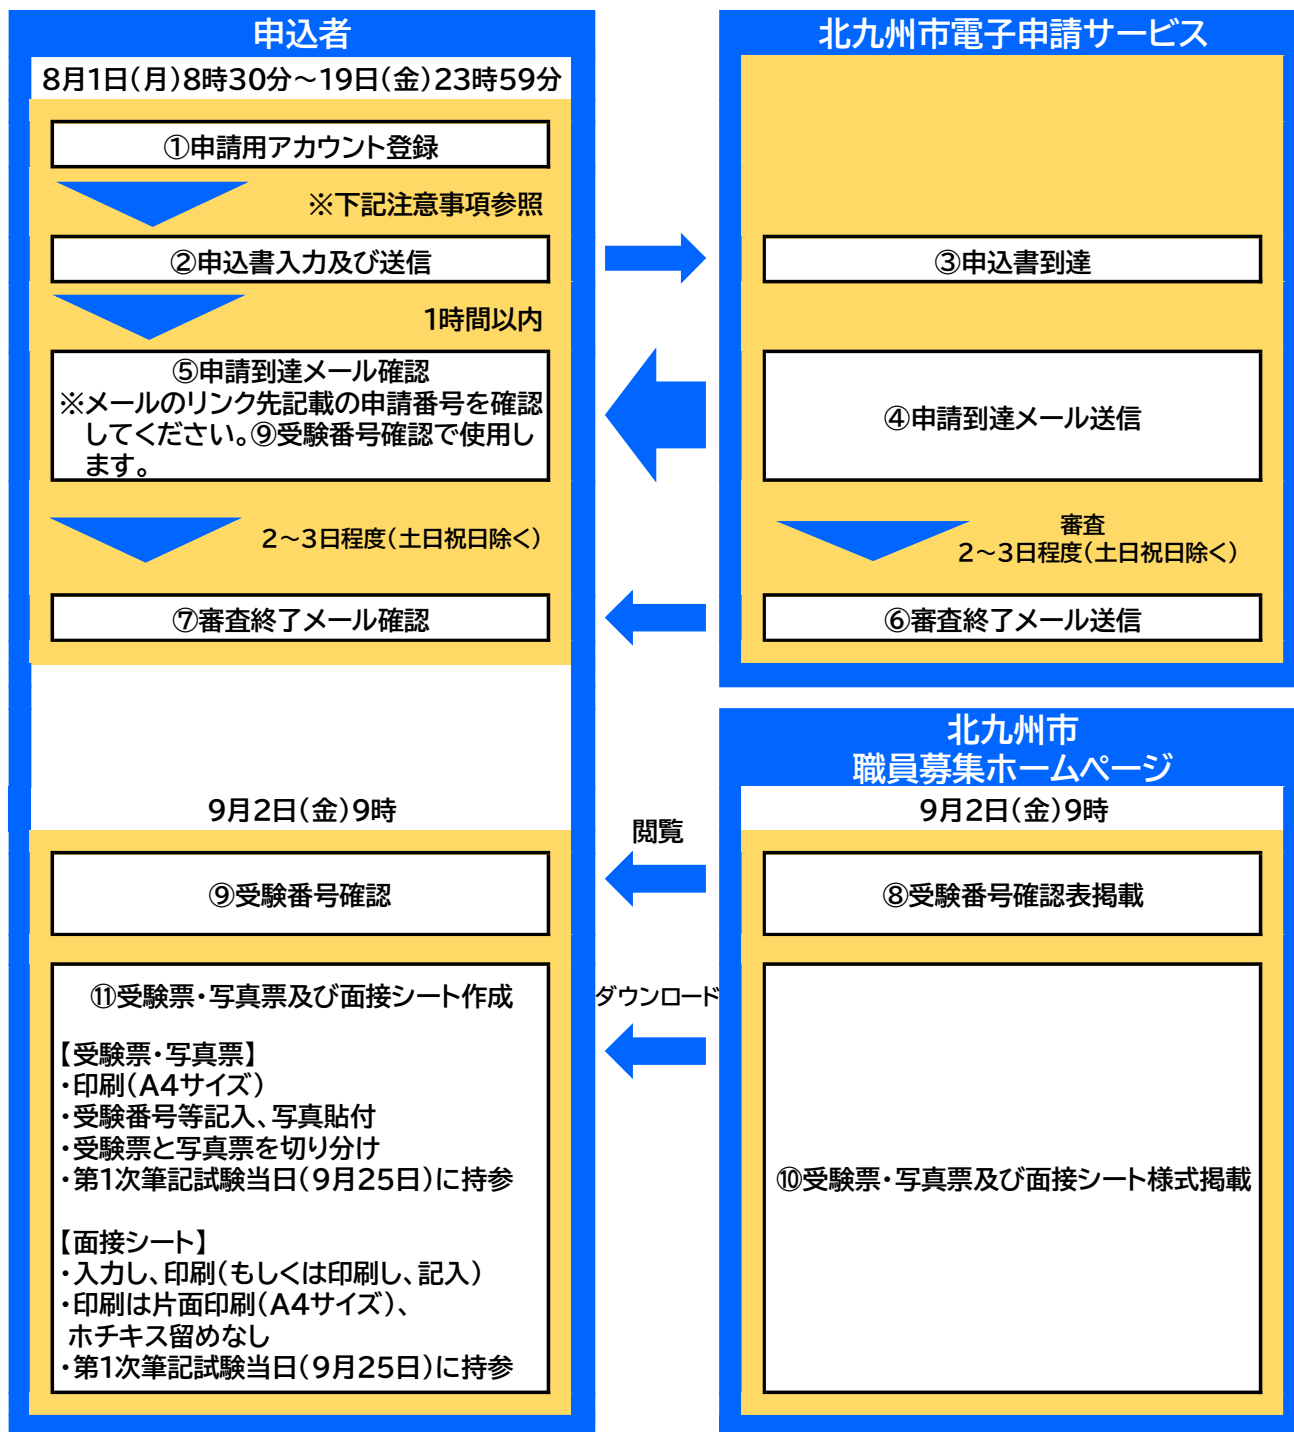 申込者
8月1日(月)8時30分～19日(金)23時59分
①申請用アカウント登録
※下記注意事項参照
②申込書入力及び送信
1時間以内
⑤申請到達メール確認
※メールのリンク先記載の申請番号を確認
してください。⑨受験番号確認で使用し
ます。
2～3日程度(土日祝日除く)
⑦審査終了メール確認
9月2日(金)9時
⑨受験番号確認
⑪受験票・写真票及び面接シート作成
【受験票・写真票】
・印刷(A4サイズ)
・受験番号等記入、写真貼付
・受験票と写真票を切り分け
・第1次筆記試験当日(9月25日)に持参
【面接シート】
・入力し、印刷(もしくは印刷し、記入)
・印刷は片面印刷(A4サイズ)、
ホチキス留めなし
・第1次筆記試験当日(9月25日)に持参
閲覧
ダウンロード
北九州市電子申請サービス
③申込書到達
④申請到達メール送信
審査
2～3日程度(土日祝日除く)
⑥審査終了メール送信
北九州市
職員募集ホームページ
9月2日(金)9時
⑧受験番号確認表掲載
⑩受験票・写真票及び面接シート様式掲載